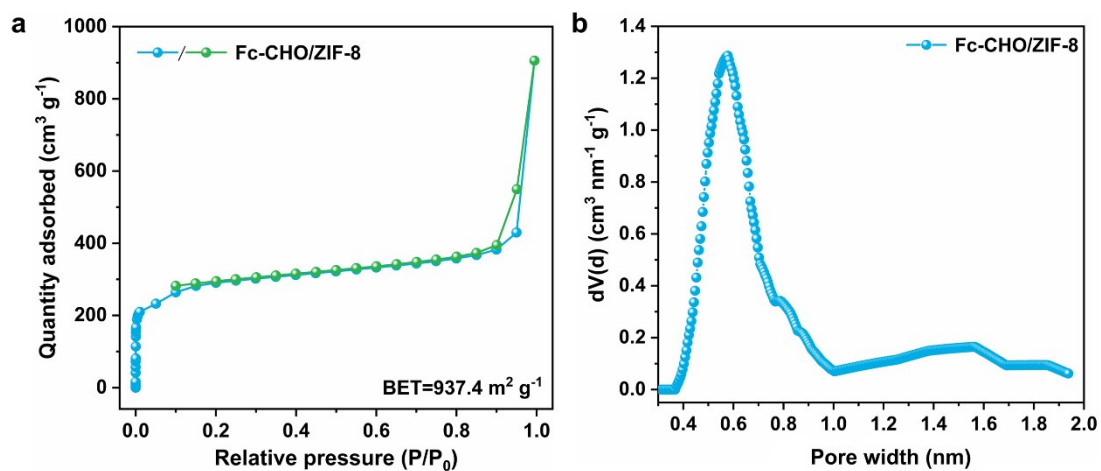 a
Fc-CHO/ZIF-8
1000
800
600
400
200
0
Quantity adsorbed (cm³ g⁻¹)
BET=937.4 m² g⁻¹
0.0 0.2 0.4 0.6 0.8 1.0
Relative pressure (P/P₀)
b
Fc-CHO/ZIF-8
1.4
1.2
1.0
0.8
0.6
0.4
0.2
0.0
dV(d) (cm³ nm⁻¹ g⁻¹)
0.4 0.6 0.8 1.0 1.2 1.4 1.6 1.8 2.0
Pore width (nm)